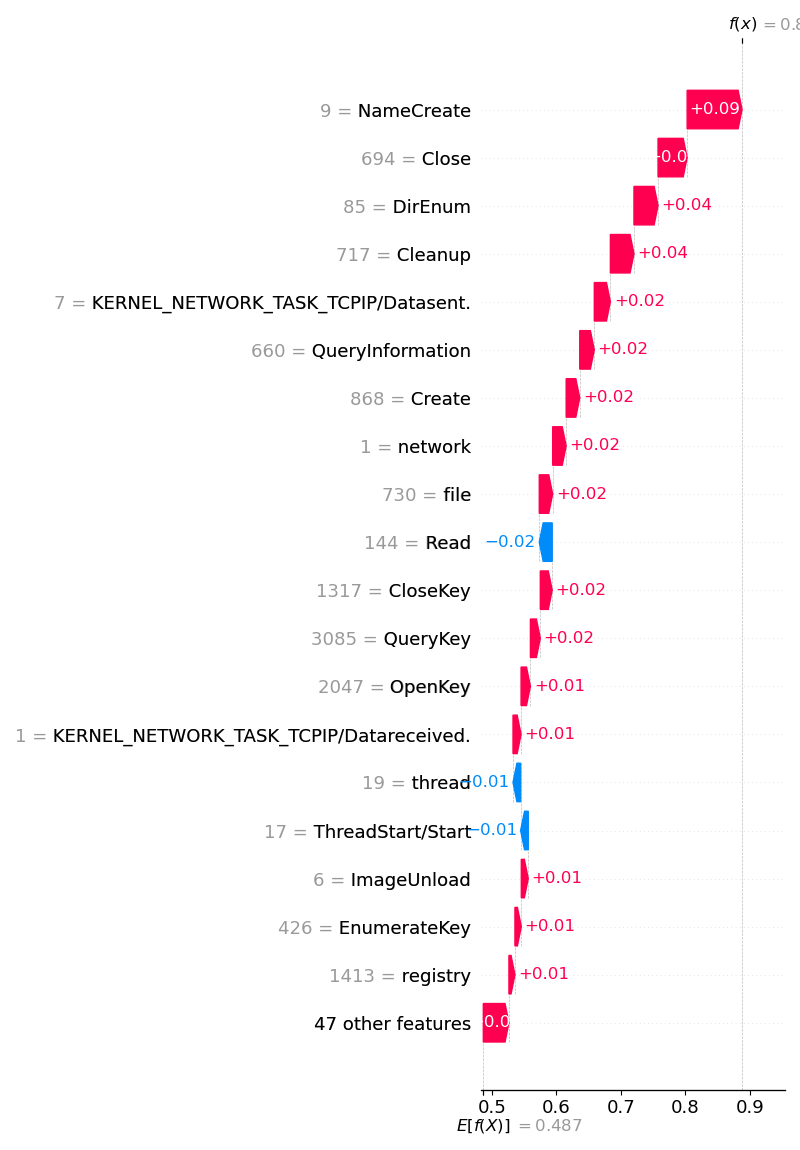 f(x) = 0.8
9 = NameCreate +0.09
694 = Close +0.0
85 = DirEnum +0.04
717 = Cleanup +0.04
7 = KERNEL_NETWORK_TASK_TCPIP/Datasent. +0.02
660 = QueryInformation +0.02
868 = Create +0.02
1 = network +0.02
730 = file +0.02
144 = Read −0.02
1317 = CloseKey +0.02
3085 = QueryKey +0.02
2047 = OpenKey +0.01
1 = KERNEL_NETWORK_TASK_TCPIP/Datareceived. +0.01
19 = thread −0.01
17 = ThreadStart/Start −0.01
6 = ImageUnload +0.01
426 = EnumerateKey +0.01
1413 = registry +0.01
47 other features +0.0
0.5 0.6 0.7 0.8 0.9
E[f(X)] = 0.487